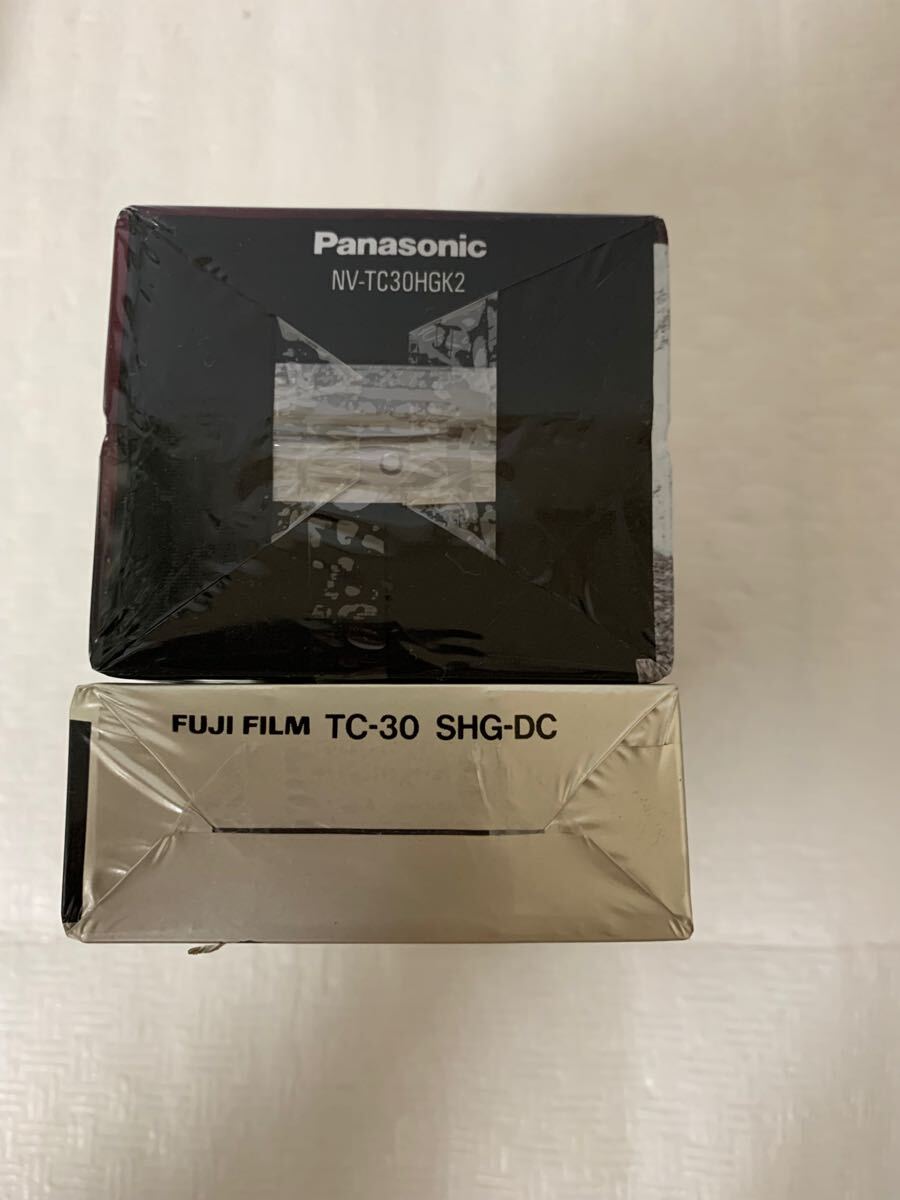 Panasonic
NV-TC30HGK2
FUJI FILM TC-30 SHG-DC